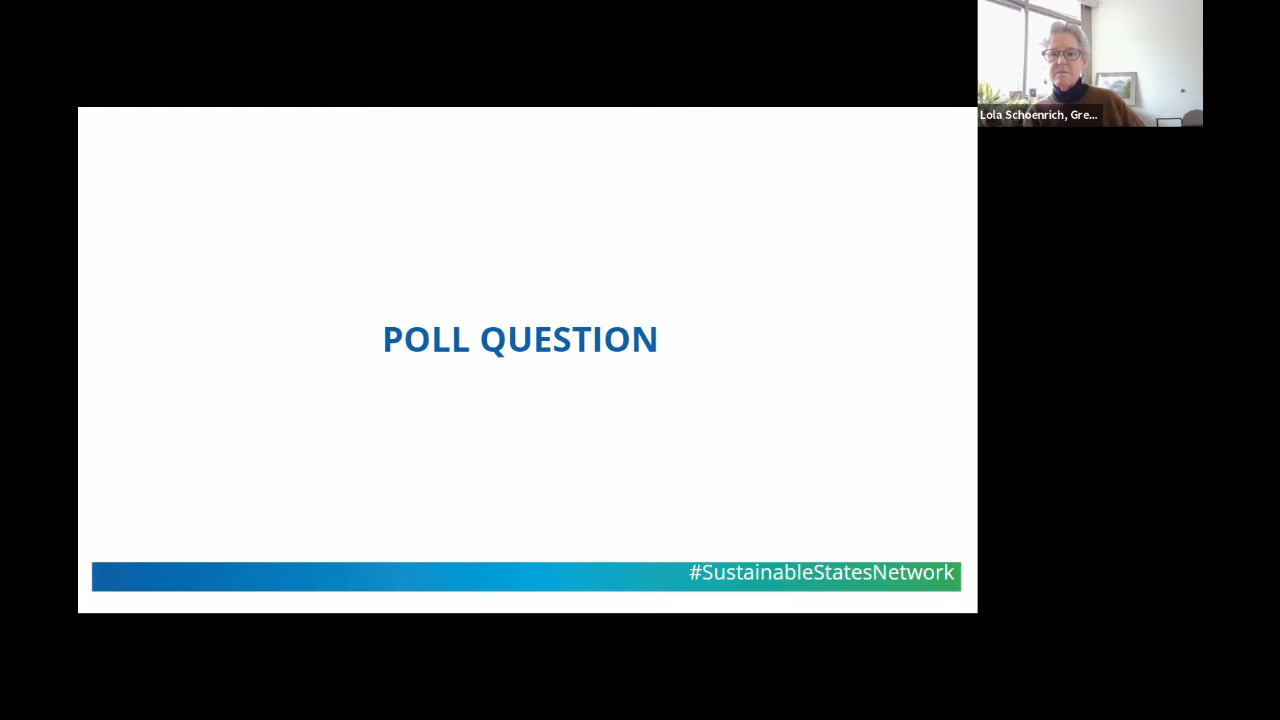 Lola Schoenrich, Gre...
POLL QUESTION
#SustainableStatesNetwork